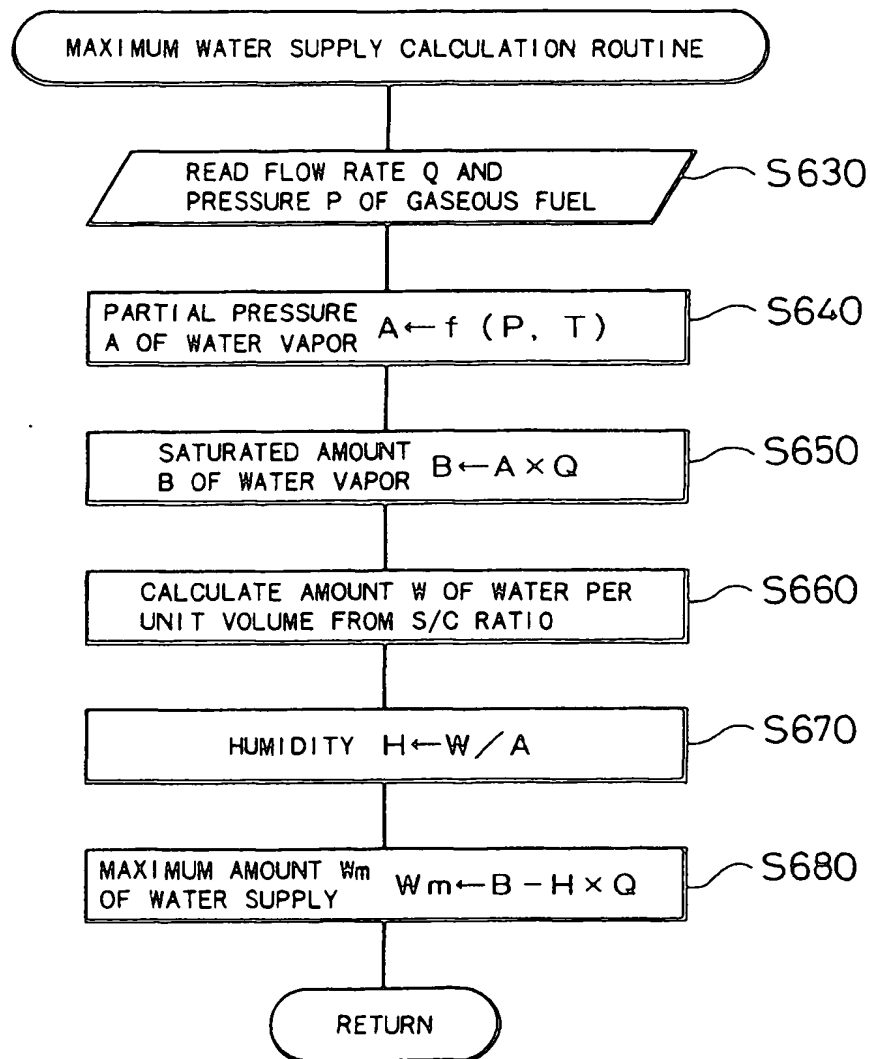 MAXIMUM WATER SUPPLY CALCULATION ROUTINE
READ FLOW RATE Q AND
PRESSURE P OF GASEOUS FUEL
S630
PARTIAL PRESSURE
A OF WATER VAPOR A←f (P, T)
S640
SATURATED AMOUNT
B OF WATER VAPOR B←A×Q
S650
CALCULATE AMOUNT W OF WATER PER
UNIT VOLUME FROM S/C RATIO
S660
HUMIDITY H←W/A
S670
MAXIMUM AMOUNT Wm
OF WATER SUPPLY Wm←B-H×Q
S680
RETURN